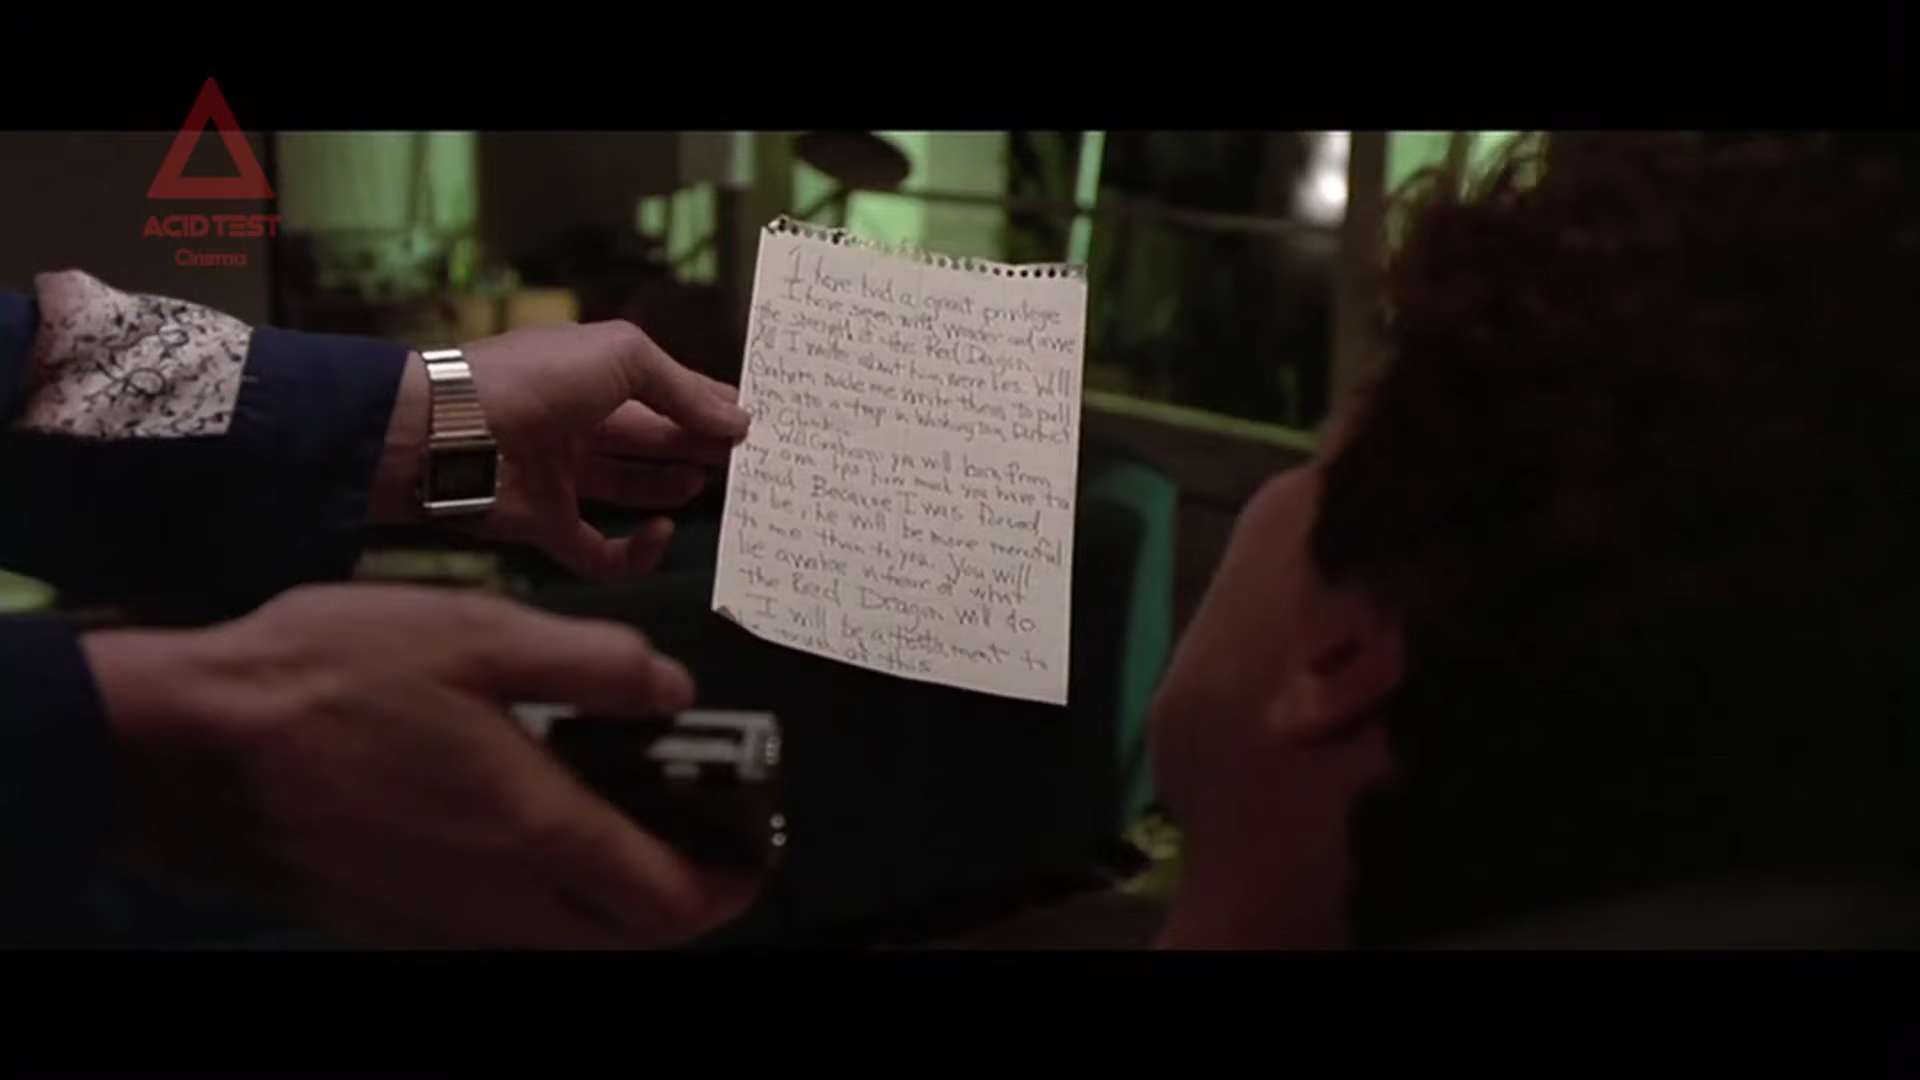 ACID TEST
Cinema
I have had a great privilege
I have seen with wonder and awe
the strength of the Red Dragon
All I wrote about him were lies. Will
Graham made me write them to pull
him into a trap in Washington, District
of
Will Graham: you will learn from
my own lips how much you have to
dread Because I was forced
to be, he will be more merciful
to me than to you. You will
lie awake in fear of what
the Red Dragon will do.
I will be a testament to
the truth of this.